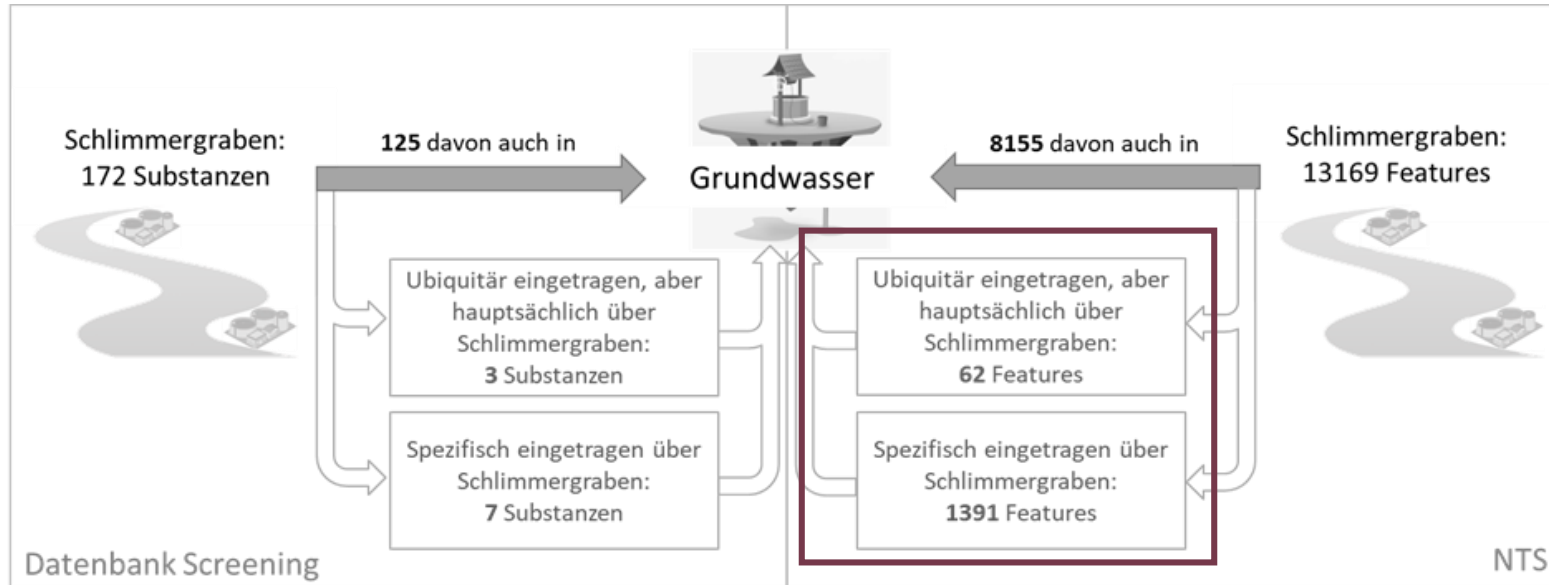 Schlimmergraben:
172 Substanzen
125 davon auch in
Grundwasser
8155 davon auch in
Schlimmergraben:
13169 Features
Ubiquitär eingetragen, aber
hauptsächlich über
Schlimmergraben:
3 Substanzen
Spezifisch eingetragen über
Schlimmergraben:
7 Substanzen
Ubiquitär eingetragen, aber
hauptsächlich über
Schlimmergraben:
62 Features
Spezifisch eingetragen über
Schlimmergraben:
1391 Features
Datenbank Screening
NTS